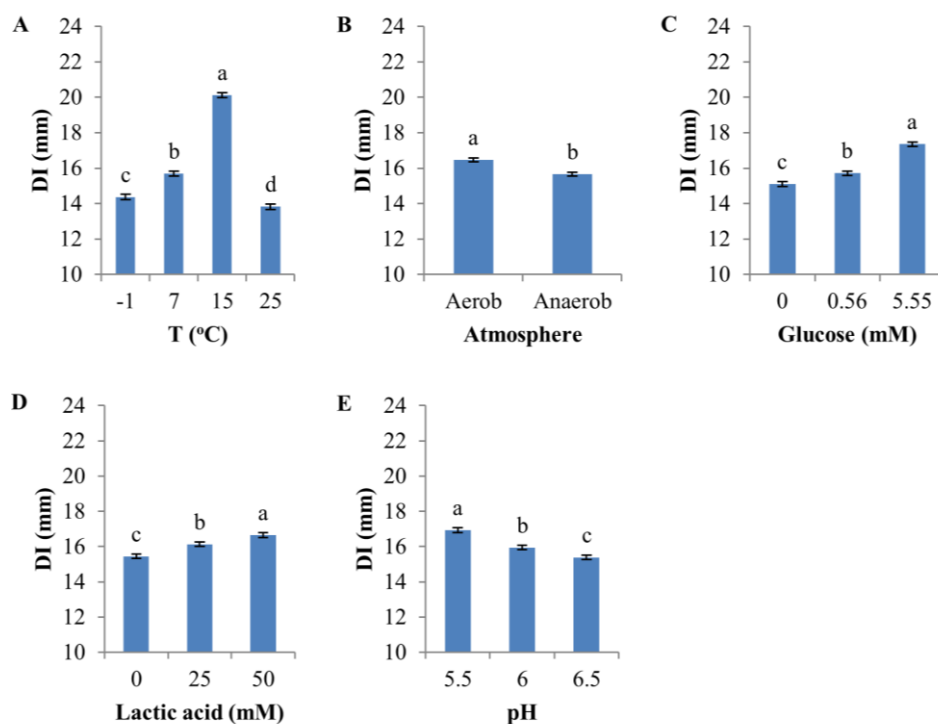 A
24
22
20
18
16
14
12
10
DI (mm)
c
b
a
d
-1 7 15 25
T (ºC)
B
24
22
20
18
16
14
12
10
DI (mm)
a
b
Aerob Anaerob
Atmosphere
C
24
22
20
18
16
14
12
10
DI (mm)
c
b
a
0 0.56 5.55
Glucose (mM)
D
24
22
20
18
16
14
12
10
DI (mm)
c
b
a
0 25 50
Lactic acid (mM)
E
24
22
20
18
16
14
12
10
DI (mm)
a
b
c
5.5 6 6.5
pH